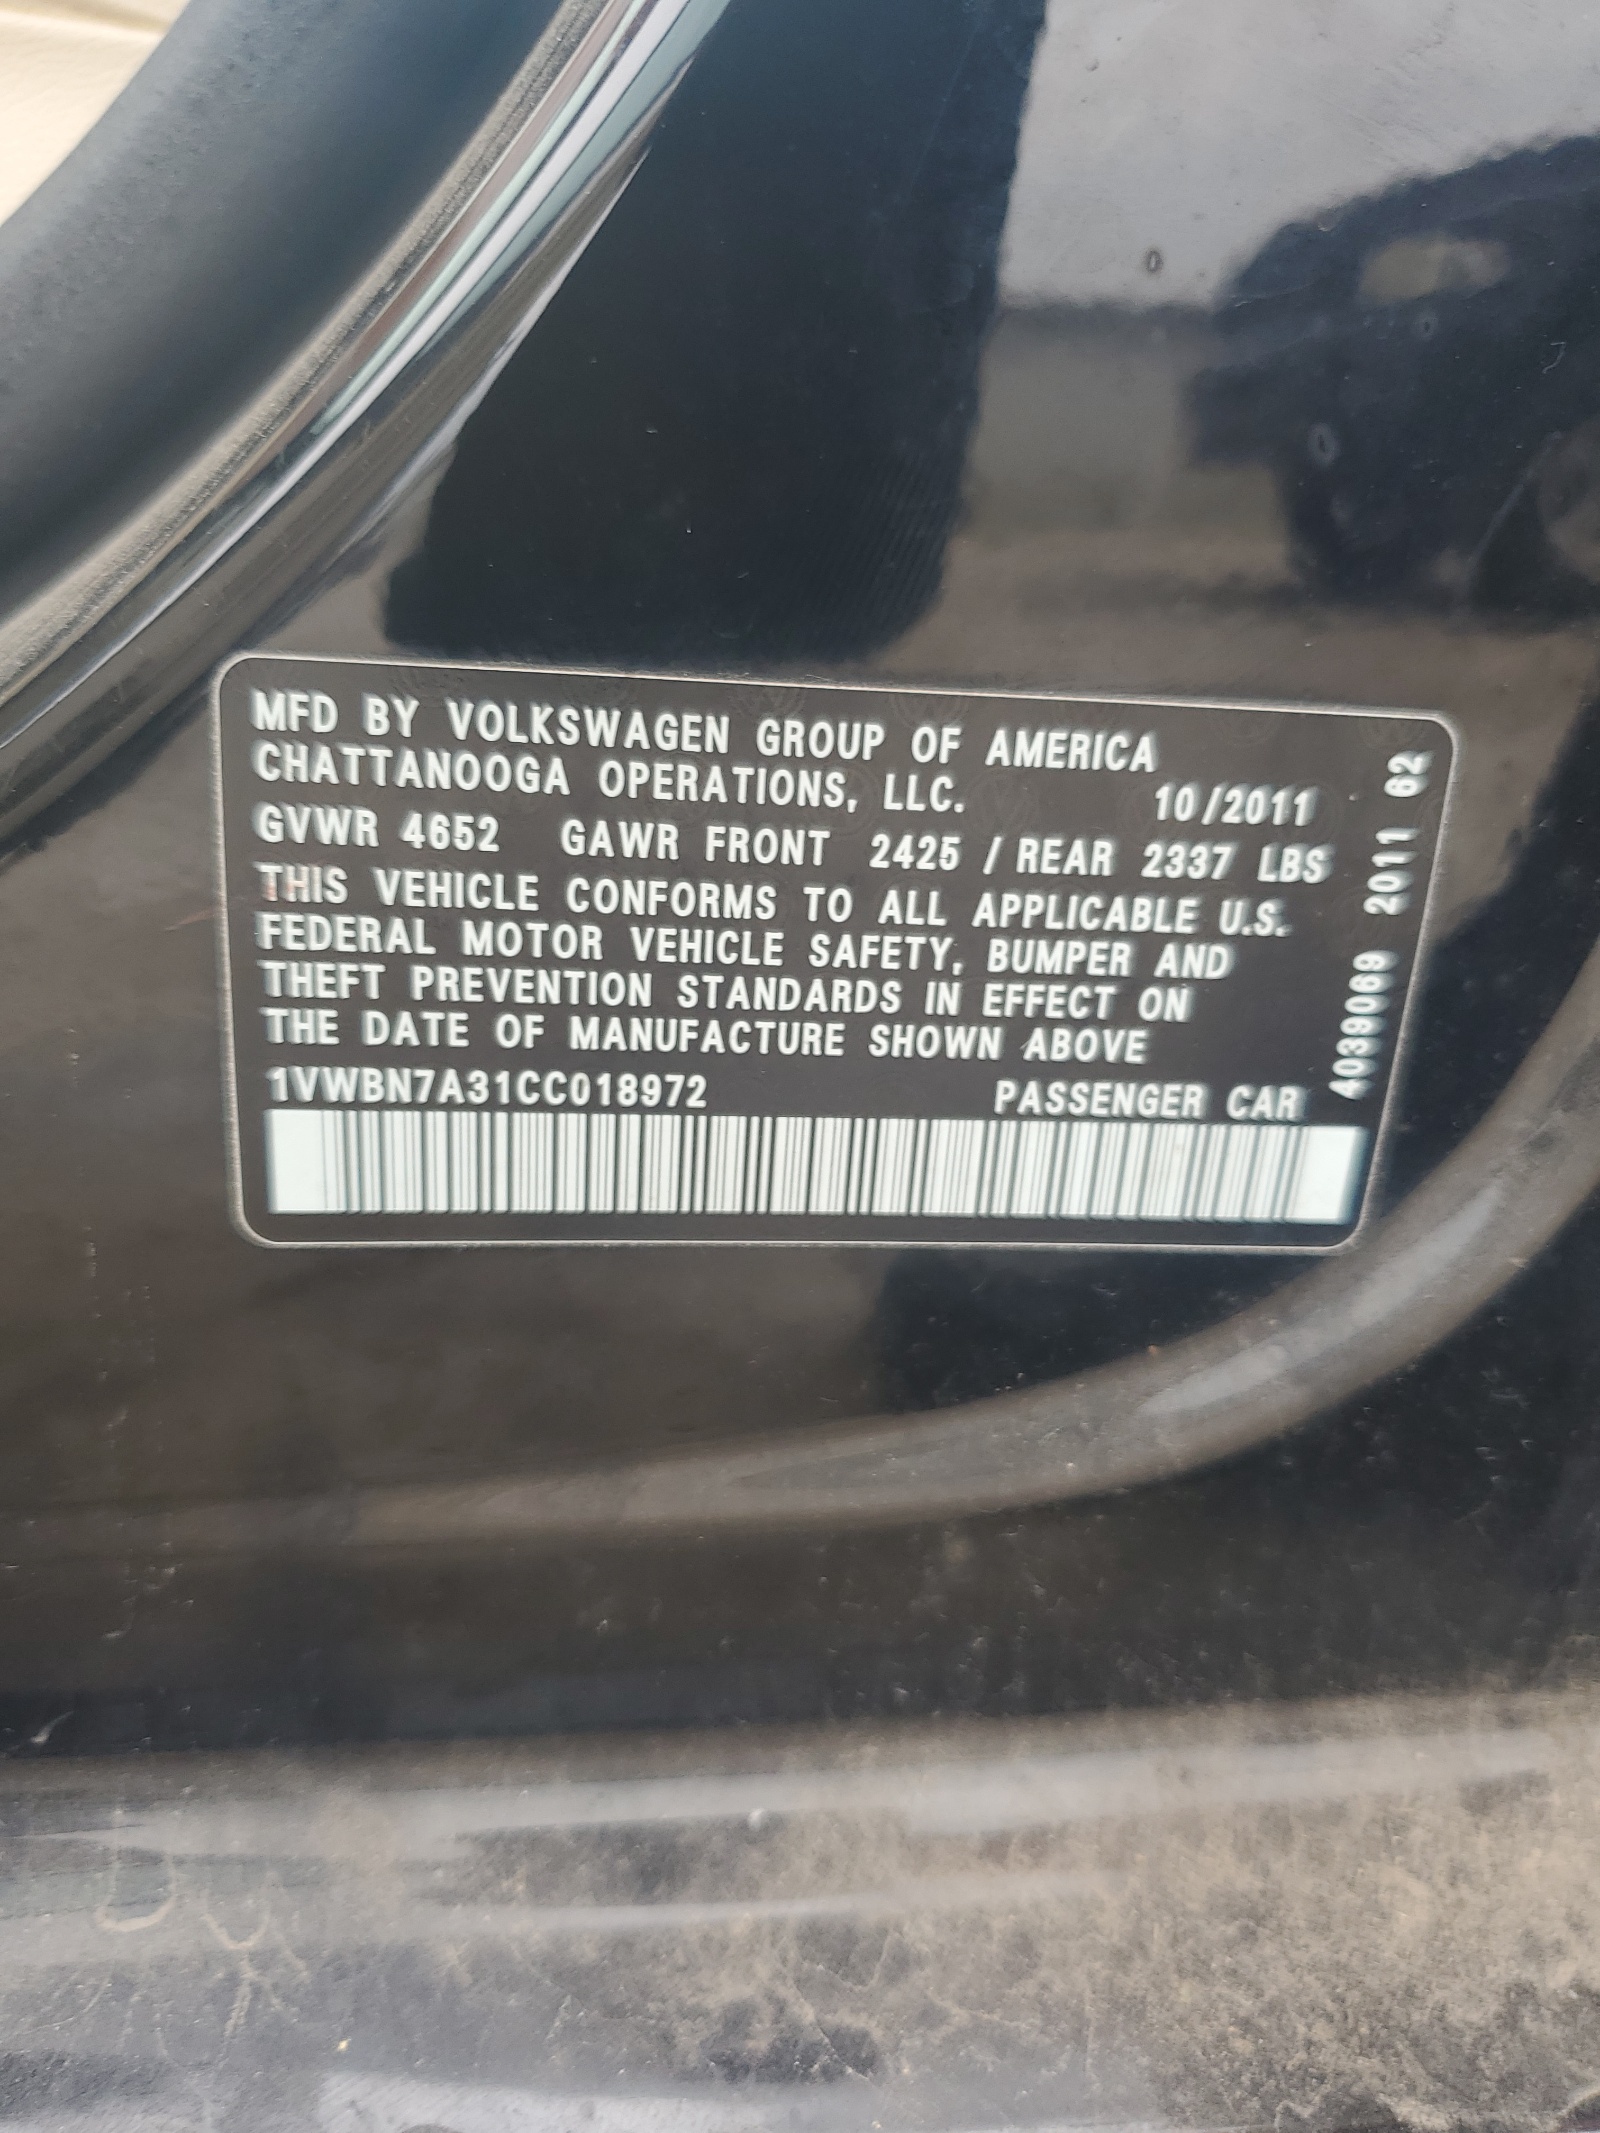 MFD BY VOLKSWAGEN GROUP OF AMERICA
CHATTANOOGA OPERATIONS, LLC. 10/2011
GVWR 4652 GAWR FRONT 2425 / REAR 2337 LBS
THIS VEHICLE CONFORMS TO ALL APPLICABLE U.S.
FEDERAL MOTOR VEHICLE SAFETY, BUMPER AND
THEFT PREVENTION STANDARDS IN EFFECT ON
THE DATE OF MANUFACTURE SHOWN ABOVE
1VWBN7A31CC018972 PASSENGER CAR
4039069 2011 62